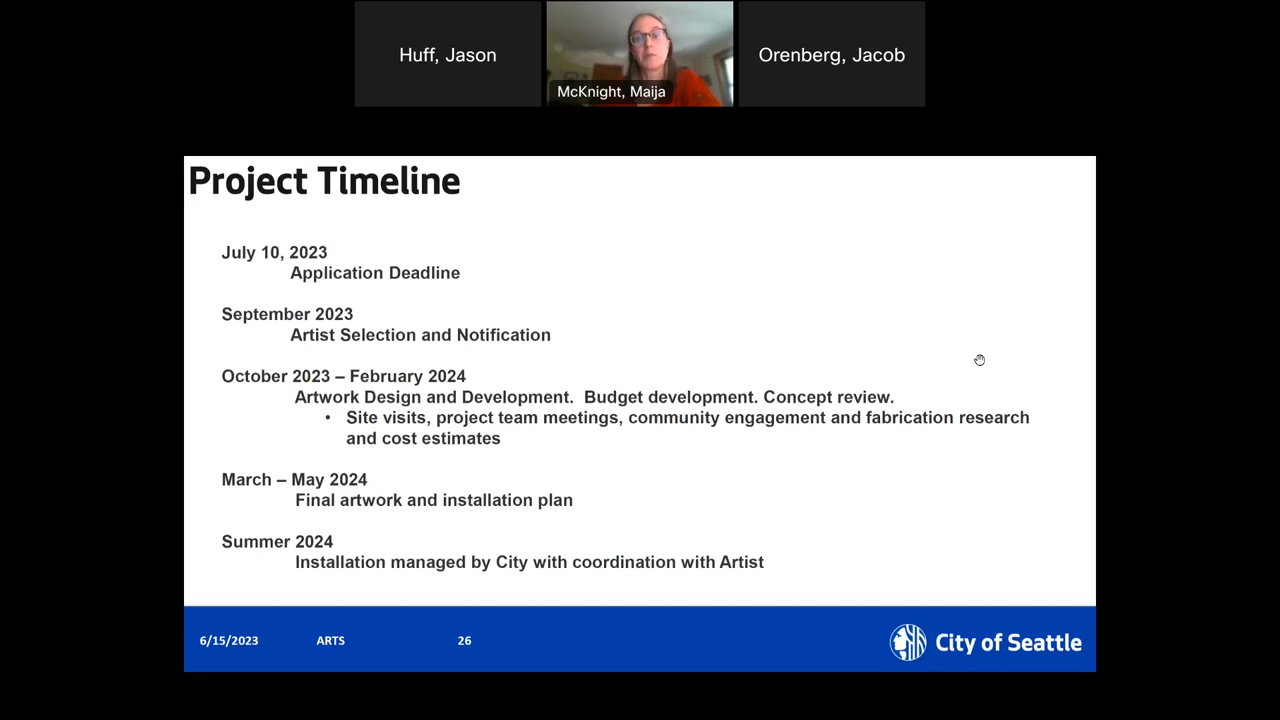 Huff, Jason
McKnight, Maija
Orenberg, Jacob
Project Timeline
July 10, 2023
Application Deadline
September 2023
Artist Selection and Notification
October 2023 – February 2024
Artwork Design and Development.  Budget development. Concept review.
• Site visits, project team meetings, community engagement and fabrication research
and cost estimates
March – May 2024
Final artwork and installation plan
Summer 2024
Installation managed by City with coordination with Artist
6/15/2023 ARTS 26
City of Seattle